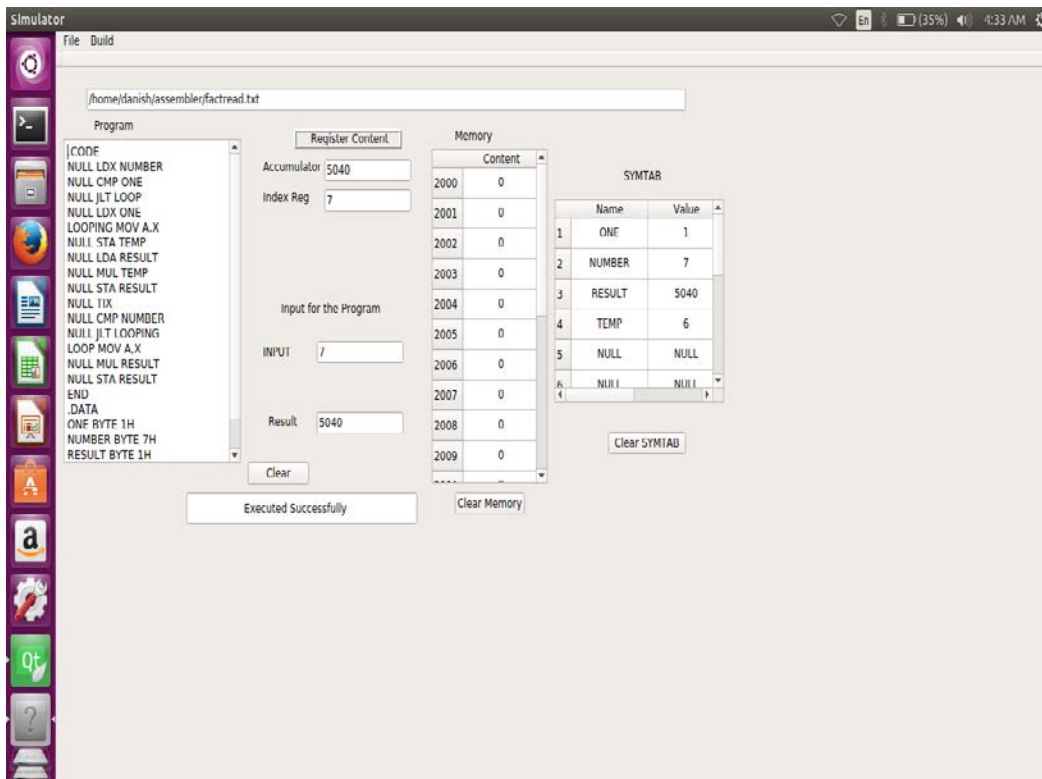 Simulator
En
(35%)
4:33 AM
File Build
/home/danish/assembler/factread.txt
Program
.CODE
NULL LDX NUMBER
NULL CMP ONE
NULL JLT LOOP
NULL LDX ONE
LOOPING MOV A,X
NULL STA TEMP
NULL LDA RESULT
NULL MUL TEMP
NULL STA RESULT
NULL TIX
NULL CMP NUMBER
NULL JLT LOOPING
LOOP MOV A,X
NULL MUL RESULT
NULL STA RESULT
END
.DATA
ONE BYTE 1H
NUMBER BYTE 7H
RESULT BYTE 1H
Register Content
Accumulator 5040
Index Reg 7
Input for the Program
INPUT 7
Result 5040
Clear
Executed Successfully
Memory
Content
2000 0
2001 0
2002 0
2003 0
2004 0
2005 0
2006 0
2007 0
2008 0
2009 0
Clear Memory
SYMTAB
Name Value
1 ONE 1
2 NUMBER 7
3 RESULT 5040
4 TEMP 6
5 NULL NULL
6 NULL NULL
Clear SYMTAB
a
Qt
?